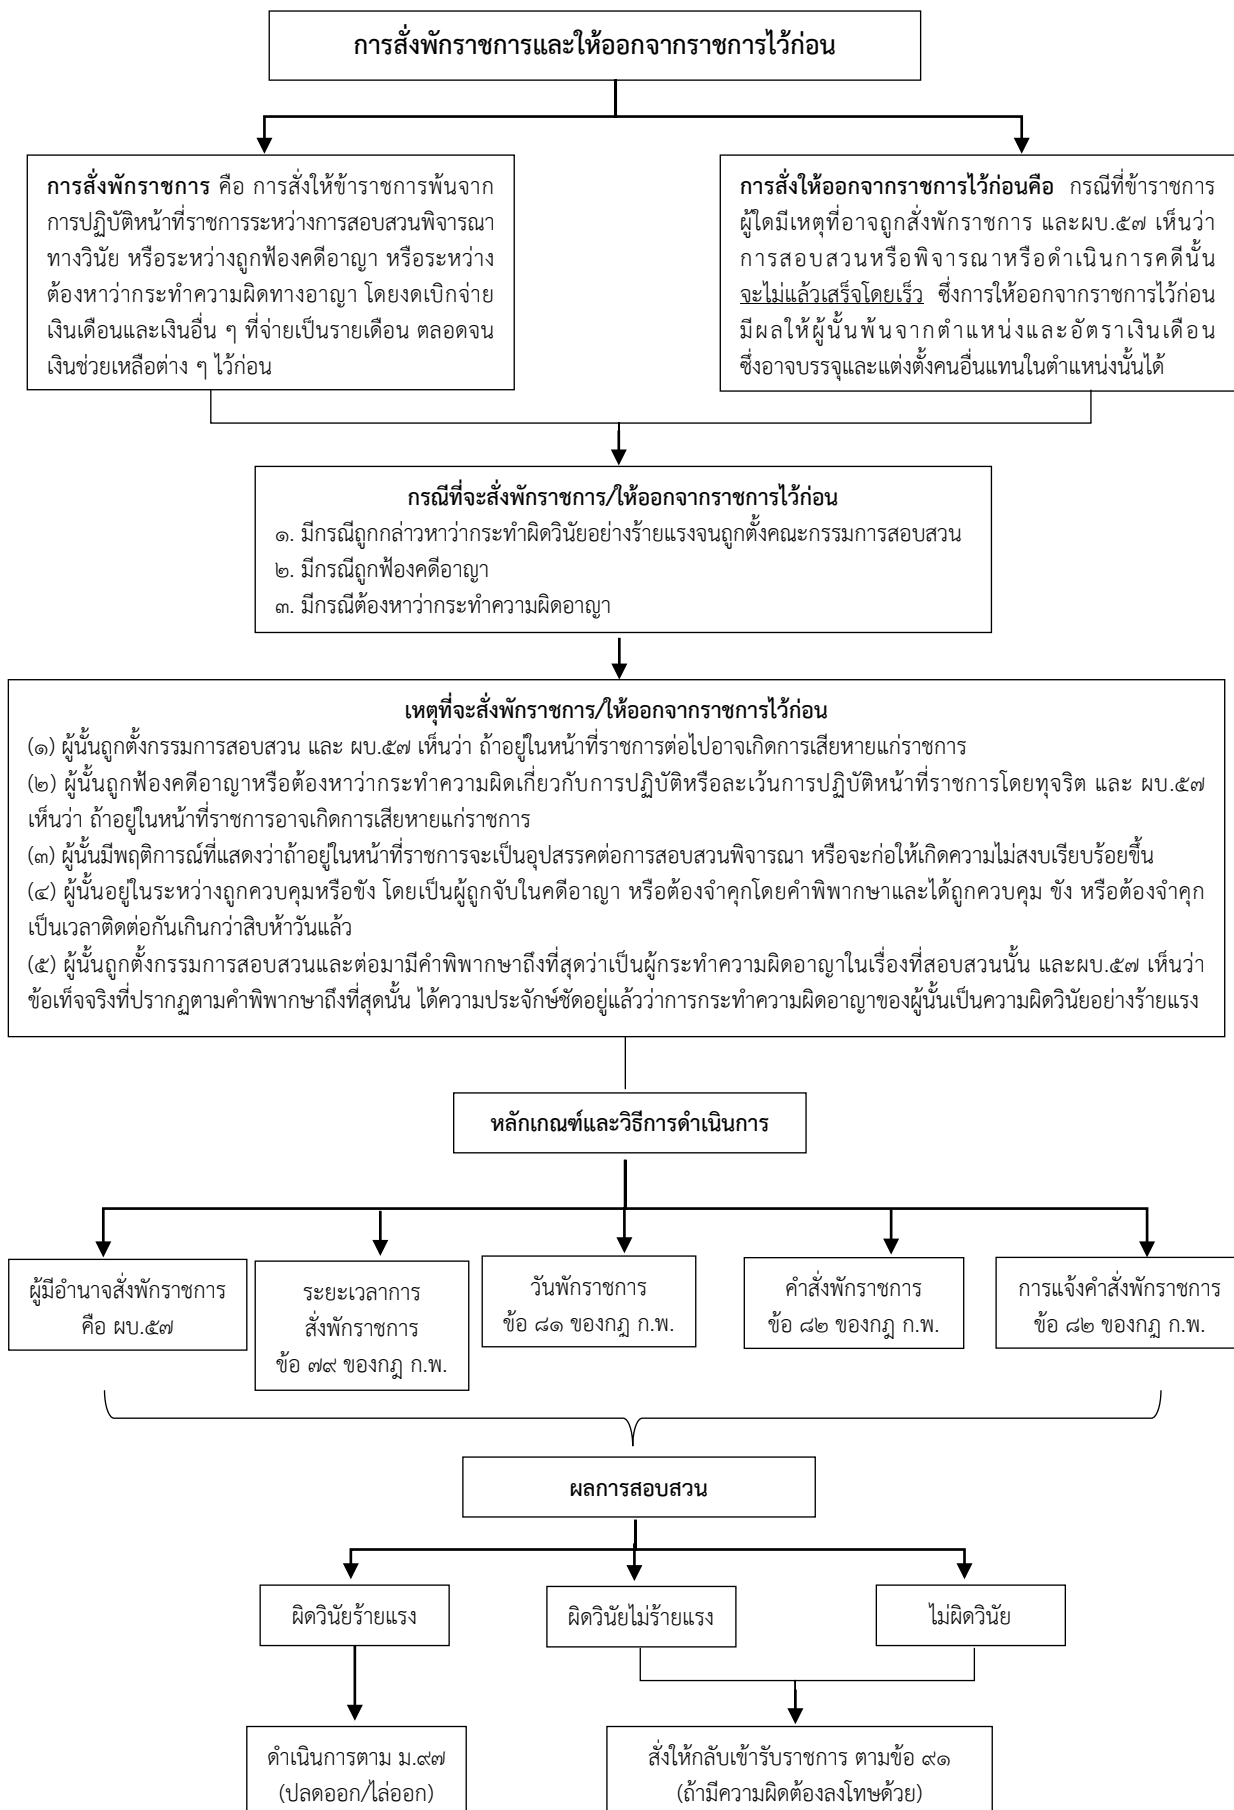 การสั่งพักราชการและให้ออกจากราชการไว้ก่อน
การสั่งพักราชการ คือ การสั่งให้ข้าราชการพ้นจาก
การปฏิบัติหน้าที่ราชการระหว่างการสอบสวนพิจารณา
ทางวินัย หรือระหว่างถูกฟ้องคดีอาญา หรือระหว่าง
ต้องหาว่ากระทำความผิดทางอาญา โดยงดเบิกจ่าย
เงินเดือนและเงินอื่น ๆ ที่จ่ายเป็นรายเดือน ตลอดจน
เงินช่วยเหลือต่าง ๆ ไว้ก่อน
การสั่งให้ออกจากราชการไว้ก่อนคือ กรณีที่ข้าราชการ
ผู้ใดมีเหตุที่อาจถูกสั่งพักราชการ และผบ.๕๗ เห็นว่า
การสอบสวนหรือพิจารณาหรือดำเนินการคดีนั้น
จะไม่แล้วเสร็จโดยเร็ว ซึ่งการให้ออกจากราชการไว้ก่อน
มีผลให้ผู้นั้นพ้นจากตำแหน่งและอัตราเงินเดือน
ซึ่งอาจบรรจุและแต่งตั้งคนอื่นแทนในตำแหน่งนั้นได้
กรณีที่จะสั่งพักราชการ/ให้ออกจากราชการไว้ก่อน
๑. มีกรณีถูกกล่าวหาว่ากระทำผิดวินัยอย่างร้ายแรงจนถูกตั้งคณะกรรมการสอบสวน
๒. มีกรณีถูกฟ้องคดีอาญา
๓. มีกรณีต้องหาว่ากระทำความผิดอาญา
เหตุที่จะสั่งพักราชการ/ให้ออกจากราชการไว้ก่อน
(๑) ผู้นั้นถูกตั้งกรรมการสอบสวน และ ผบ.๕๗ เห็นว่า ถ้าอยู่ในหน้าที่ราชการต่อไปอาจเกิดการเสียหายแก่ราชการ
(๒) ผู้นั้นถูกฟ้องคดีอาญาหรือต้องหาว่ากระทำความผิดเกี่ยวกับการปฏิบัติหรือละเว้นการปฏิบัติหน้าที่ราชการโดยทุจริต และ ผบ.๕๗
เห็นว่า ถ้าอยู่ในหน้าที่ราชการอาจเกิดการเสียหายแก่ราชการ
(๓) ผู้นั้นมีพฤติการณ์ที่แสดงว่าถ้าอยู่ในหน้าที่ราชการจะเป็นอุปสรรคต่อการสอบสวนพิจารณา หรือจะก่อให้เกิดความไม่สงบเรียบร้อยขึ้น
(๔) ผู้นั้นอยู่ในระหว่างถูกควบคุมหรือขัง โดยเป็นผู้ถูกจับในคดีอาญา หรือต้องจำคุกโดยคำพิพากษาและได้ถูกควบคุม ขัง หรือต้องจำคุก
เป็นเวลาติดต่อกันเกินกว่าสิบห้าวันแล้ว
(๕) ผู้นั้นถูกตั้งกรรมการสอบสวนและต่อมามีคำพิพากษาถึงที่สุดว่าเป็นผู้กระทำความผิดอาญาในเรื่องที่สอบสวนนั้น และผบ.๕๗ เห็นว่า
ข้อเท็จจริงที่ปรากฏตามคำพิพากษาถึงที่สุดนั้น ได้ความประจักษ์ชัดอยู่แล้วว่าการกระทำความผิดอาญาของผู้นั้นเป็นความผิดวินัยอย่างร้ายแรง
หลักเกณฑ์และวิธีการดำเนินการ
ผู้มีอำนาจสั่งพักราชการ
คือ ผบ.๕๗
ระยะเวลาการ
สั่งพักราชการ
ข้อ ๗๙ ของกฎ ก.พ.
วันพักราชการ
ข้อ ๘๑ ของกฎ ก.พ.
คำสั่งพักราชการ
ข้อ ๘๒ ของกฎ ก.พ.
การแจ้งคำสั่งพักราชการ
ข้อ ๘๒ ของกฎ ก.พ.
ผลการสอบสวน
ผิดวินัยร้ายแรง
ผิดวินัยไม่ร้ายแรง
ไม่ผิดวินัย
ดำเนินการตาม ม.๙๗
(ปลดออก/ไล่ออก)
สั่งให้กลับเข้ารับราชการ ตามข้อ ๙๑
(ถ้ามีความผิดต้องลงโทษด้วย)